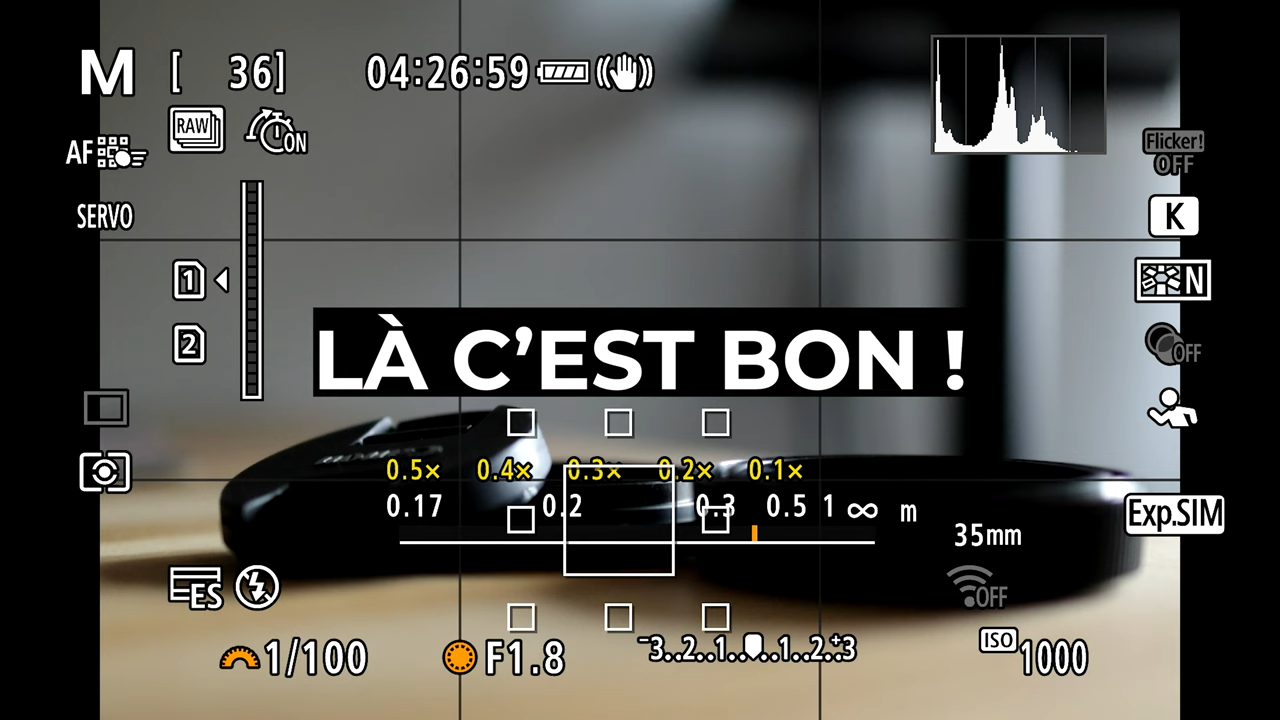 M [ 36] 04:26:59
RAW ON
AF
SERVO
Flicker!
OFF
K
1
N
2
OFF
LÀ C'EST BON !
0.5× 0.4× 0.3× 0.2× 0.1×
0.17 0.2 0.3 0.5 1 ∞ m
Exp.SIM
35mm
ES
OFF
1/100 F1.8 -3..2..1..0..1..2.+3 ISO 1000